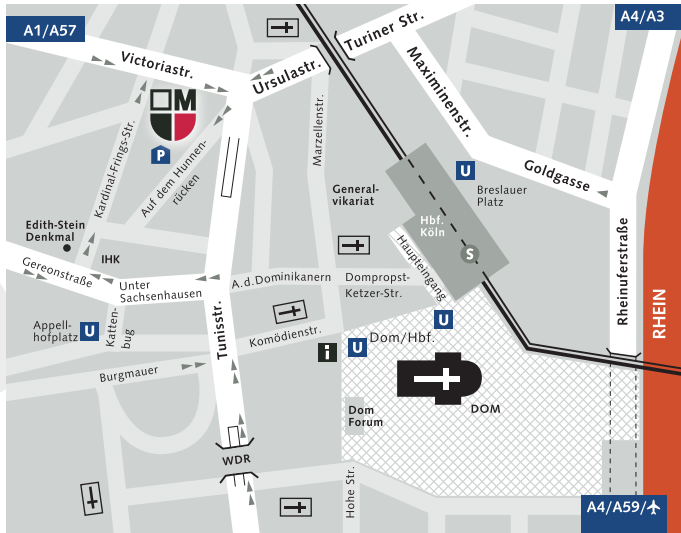 A1/A57
A4/A3
Turiner Str.
Victoriastr.
Ursulastr.
Maximinenstr.
M
P
Marzellenstr.
Kardinal-Frings-Str.
Auf dem Hunnen-
rücken
Goldgasse
U
Breslauer
Platz
General-
vikariat
Hbf.
Köln
S
Edith-Stein
Denkmal
IHK
Haupteingang
Rheinuferstraße
RHEIN
Gereonstraße
Unter
Sachsenhausen
A.d.Dominikanern
Dompropst-
Ketzer-Str.
Appell-
hofplatz
U
Katten-
bug
Tunisstr.
Komödienstr.
U
i
U
Dom/Hbf.
Burgmauer
DOM
Dom
Forum
WDR
Hohe Str.
A4/A59/